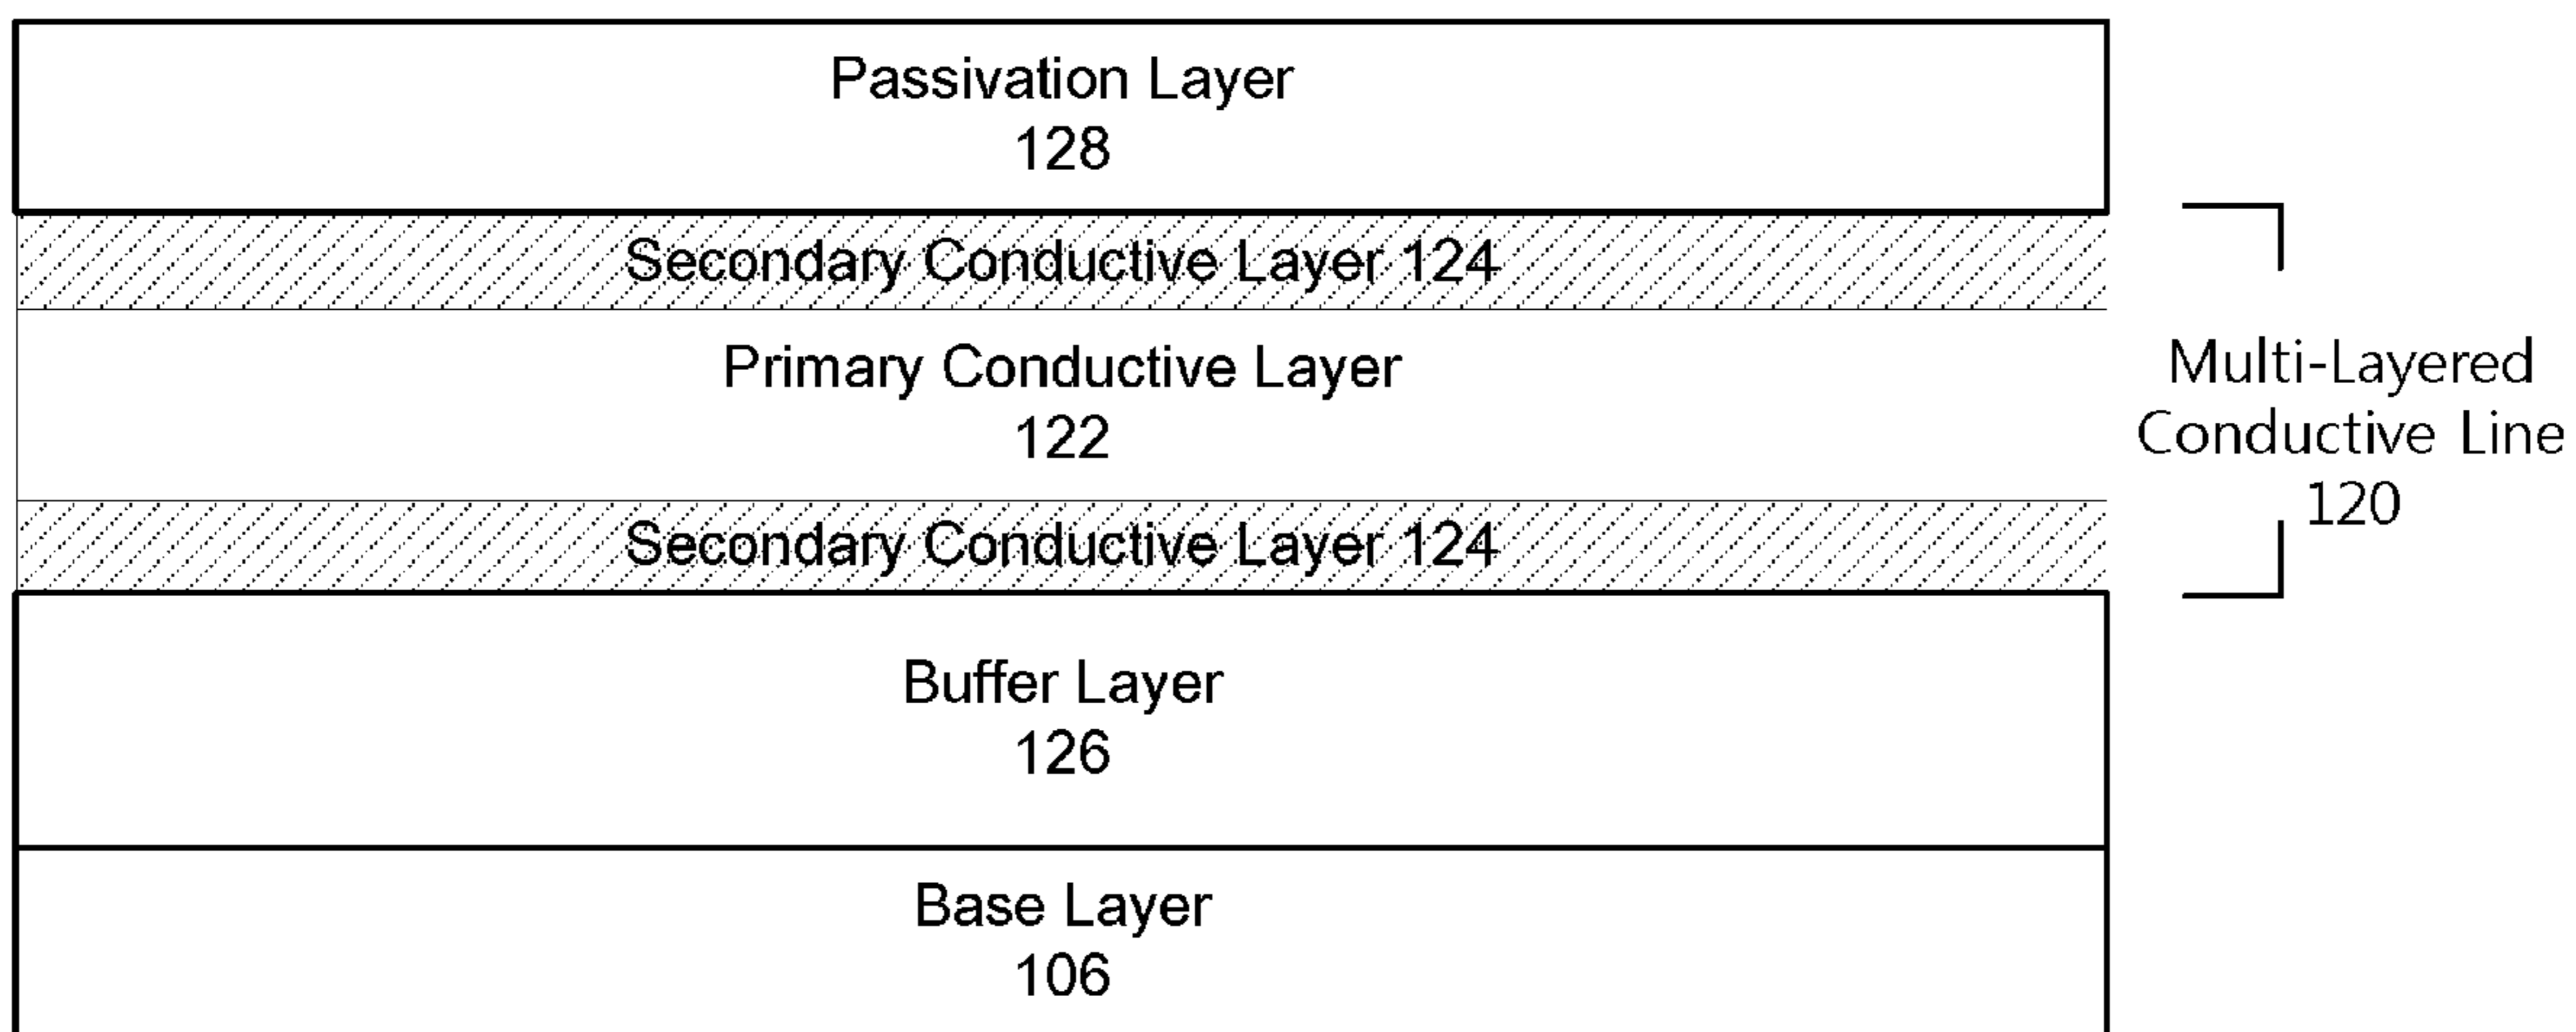 Passivation Layer
128
Secondary Conductive Layer 124
Primary Conductive Layer
122
Secondary Conductive Layer 124
Multi-Layered
Conductive Line
120
Buffer Layer
126
Base Layer
106